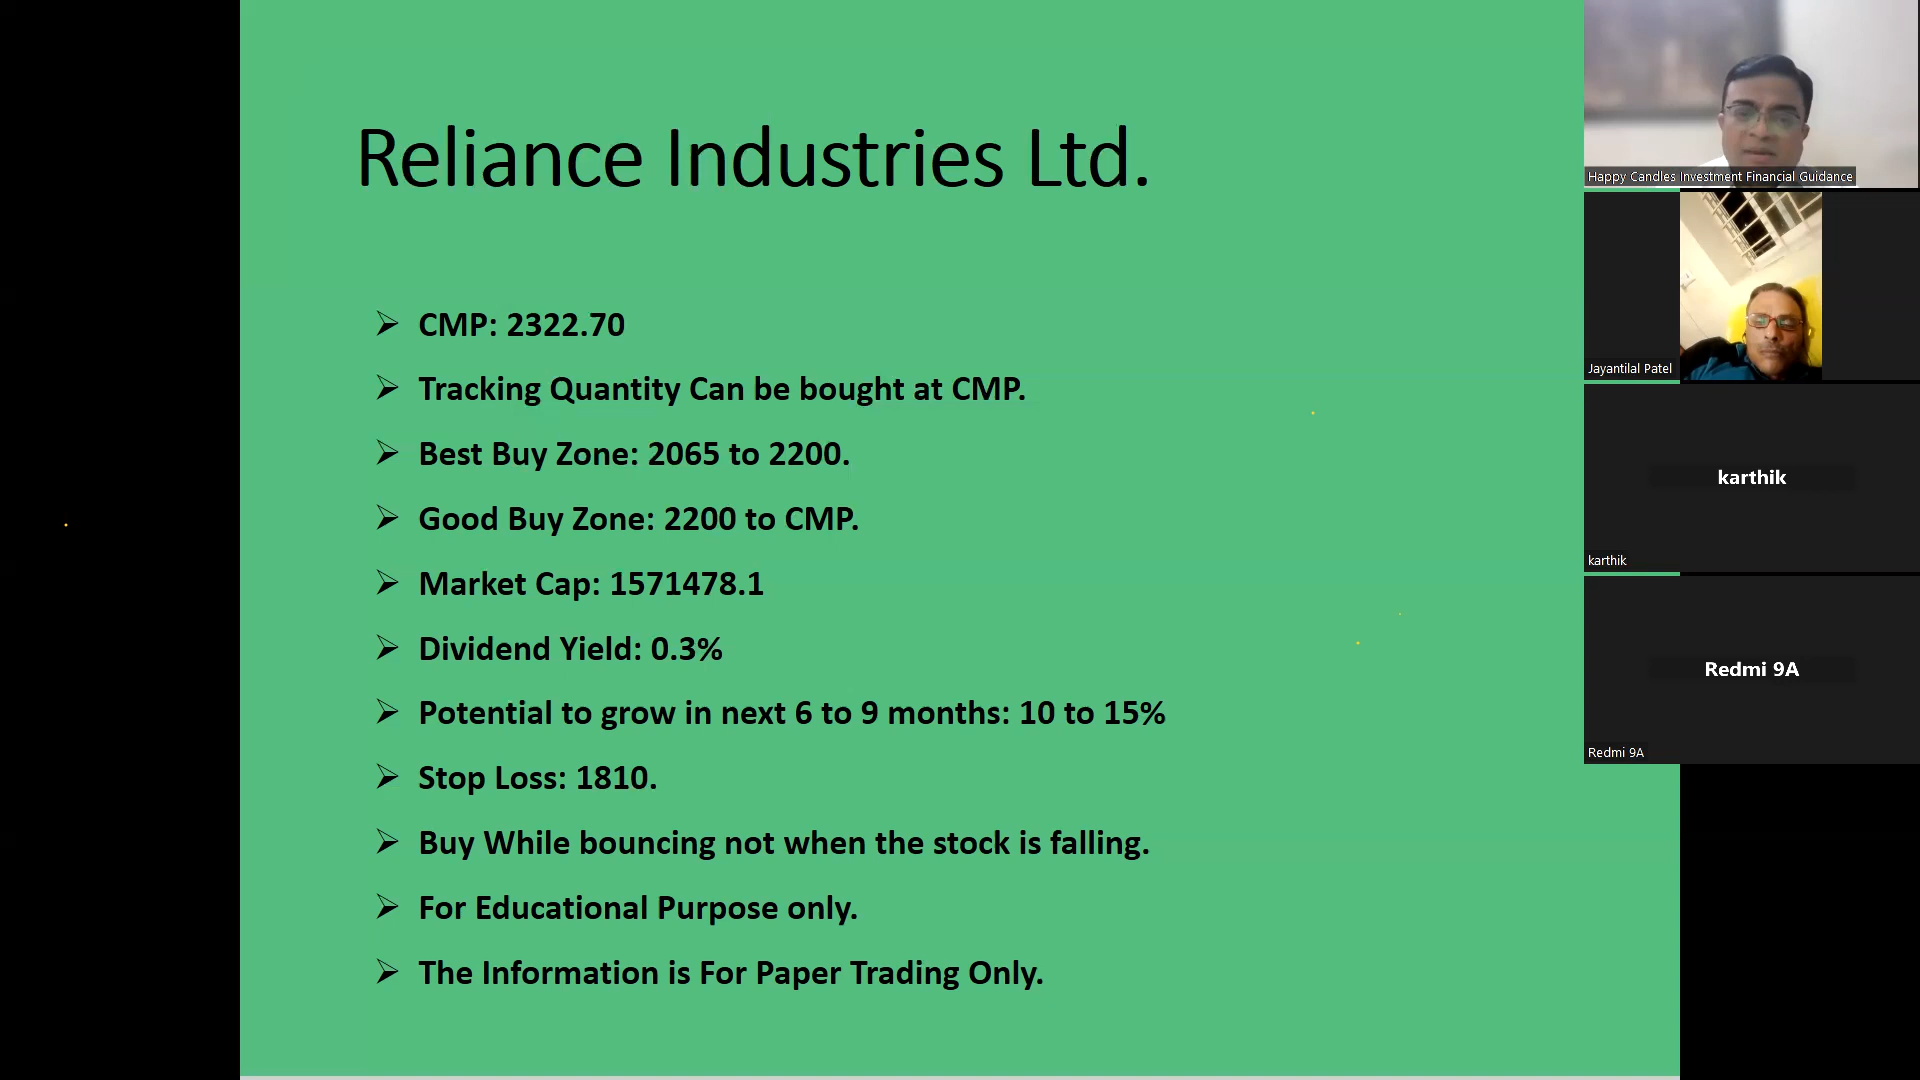 Reliance Industries Ltd.
CMP: 2322.70
Tracking Quantity Can be bought at CMP.
Best Buy Zone: 2065 to 2200.
Good Buy Zone: 2200 to CMP.
Market Cap: 1571478.1
Dividend Yield: 0.3%
Potential to grow in next 6 to 9 months: 10 to 15%
Stop Loss: 1810.
Buy While bouncing not when the stock is falling.
For Educational Purpose only.
The Information is For Paper Trading Only.
Happy Candles Investment Financial Guidance
Jayantilal Patel
karthik
karthik
Redmi 9A
Redmi 9A